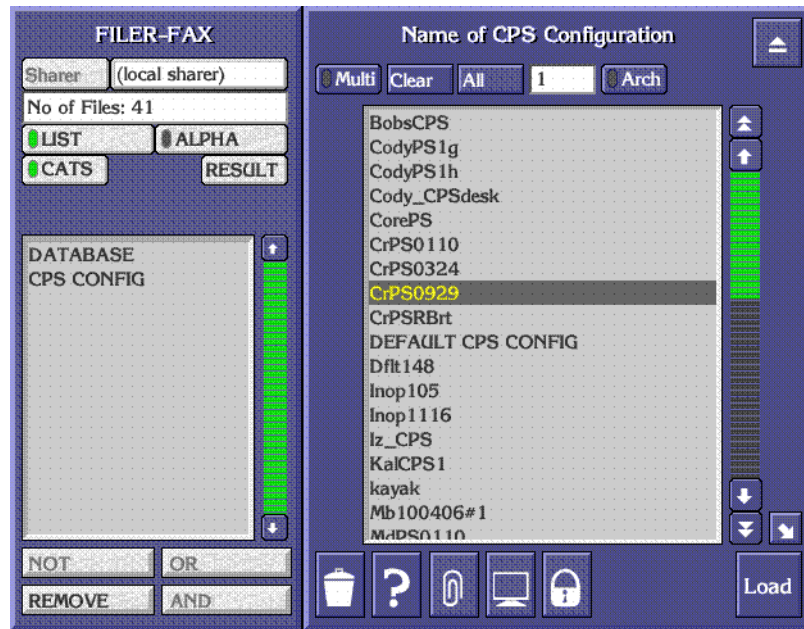 FILER-FAX
Sharer (local sharer)
No of Files: 41
LIST ALPHA
CATS RESULT
DATABASE
CPS CONFIG
NOT OR
REMOVE AND
Name of CPS Configuration
Multi Clear All 1 Arch
BobsCPS
CodyPS1g
CodyPS1h
Cody_CPSdesk
CorePS
CrPS0110
CrPS0324
CrPS0929
CrPSRBrt
DEFAULT CPS CONFIG
Dflt148
Inop105
Inop1116
Iz_CPS
KalCPS1
kayak
Mb100406#1
MdPS0110
? Load